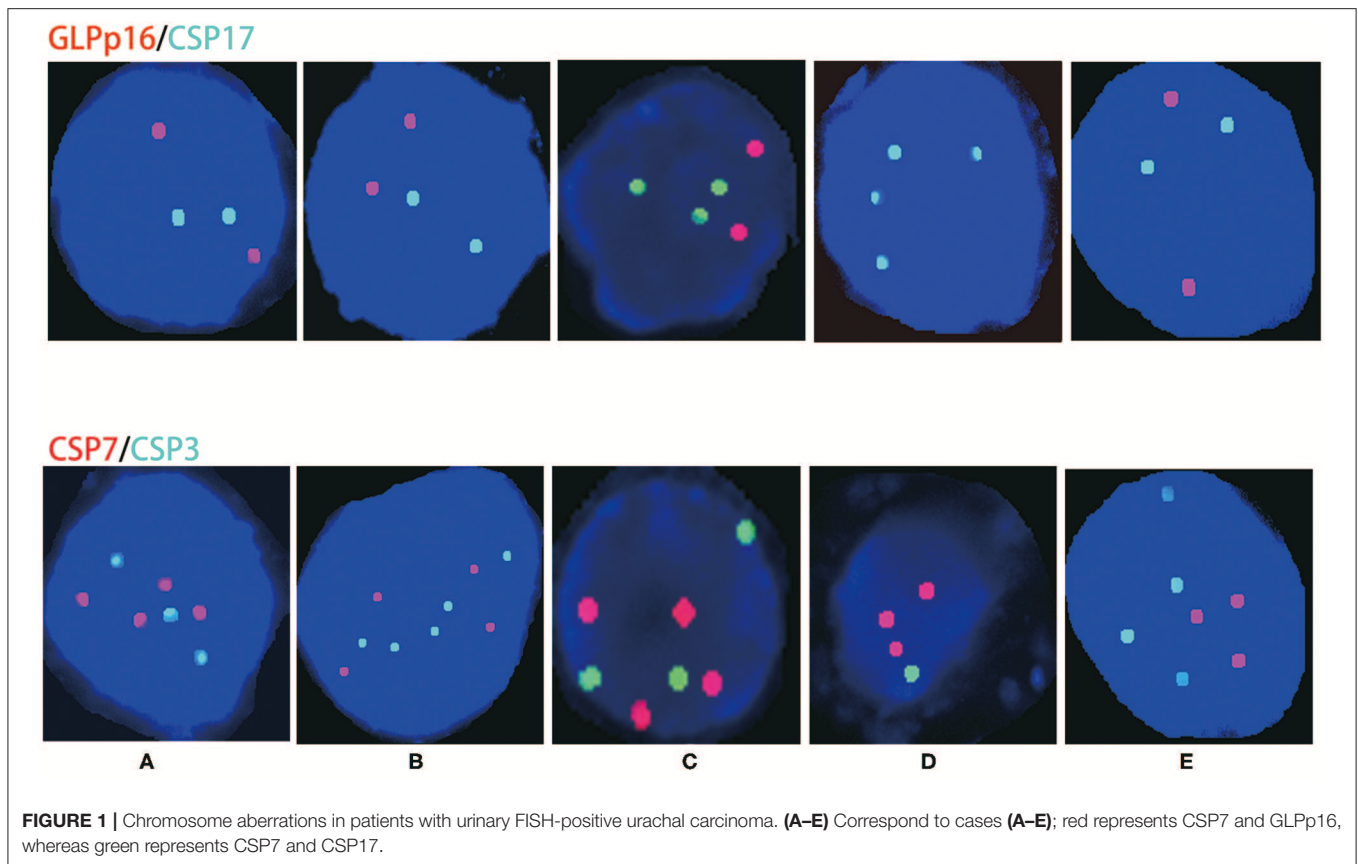 GLPp16/CSP17
CSP7/CSP3
A B C D E
FIGURE 1 | Chromosome aberrations in patients with urinary FISH-positive urachal carcinoma. (A–E) Correspond to cases (A–E); red represents CSP7 and GLPp16,
whereas green represents CSP7 and CSP17.